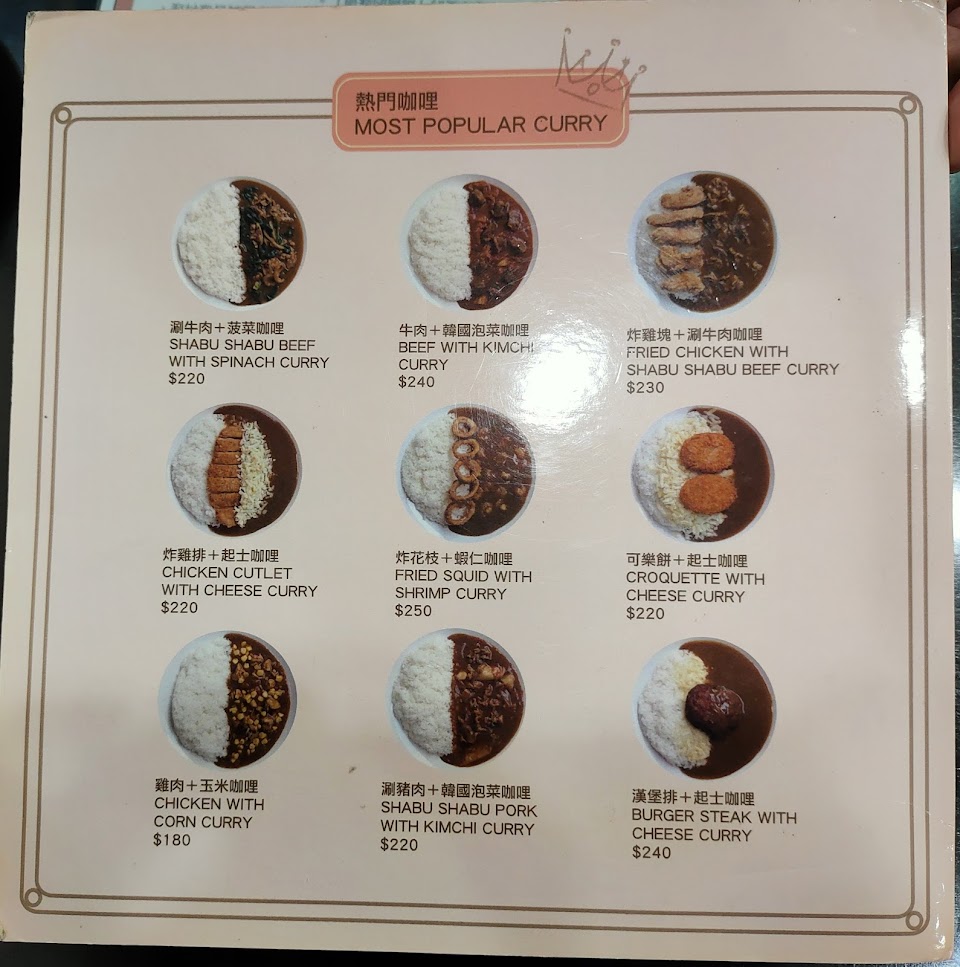 熱門咖哩
MOST POPULAR CURRY
涮牛肉＋菠菜咖哩
SHABU SHABU BEEF
WITH SPINACH CURRY
$220
牛肉＋韓國泡菜咖哩
BEEF WITH KIMCHI
CURRY
$240
炸雞塊＋涮牛肉咖哩
FRIED CHICKEN WITH
SHABU SHABU BEEF CURRY
$230
炸雞排＋起士咖哩
CHICKEN CUTLET
WITH CHEESE CURRY
$220
炸花枝＋蝦仁咖哩
FRIED SQUID WITH
SHRIMP CURRY
$250
可樂餅＋起士咖哩
CROQUETTE WITH
CHEESE CURRY
$220
雞肉＋玉米咖哩
CHICKEN WITH
CORN CURRY
$180
涮豬肉＋韓國泡菜咖哩
SHABU SHABU PORK
WITH KIMCHI CURRY
$220
漢堡排＋起士咖哩
BURGER STEAK WITH
CHEESE CURRY
$240